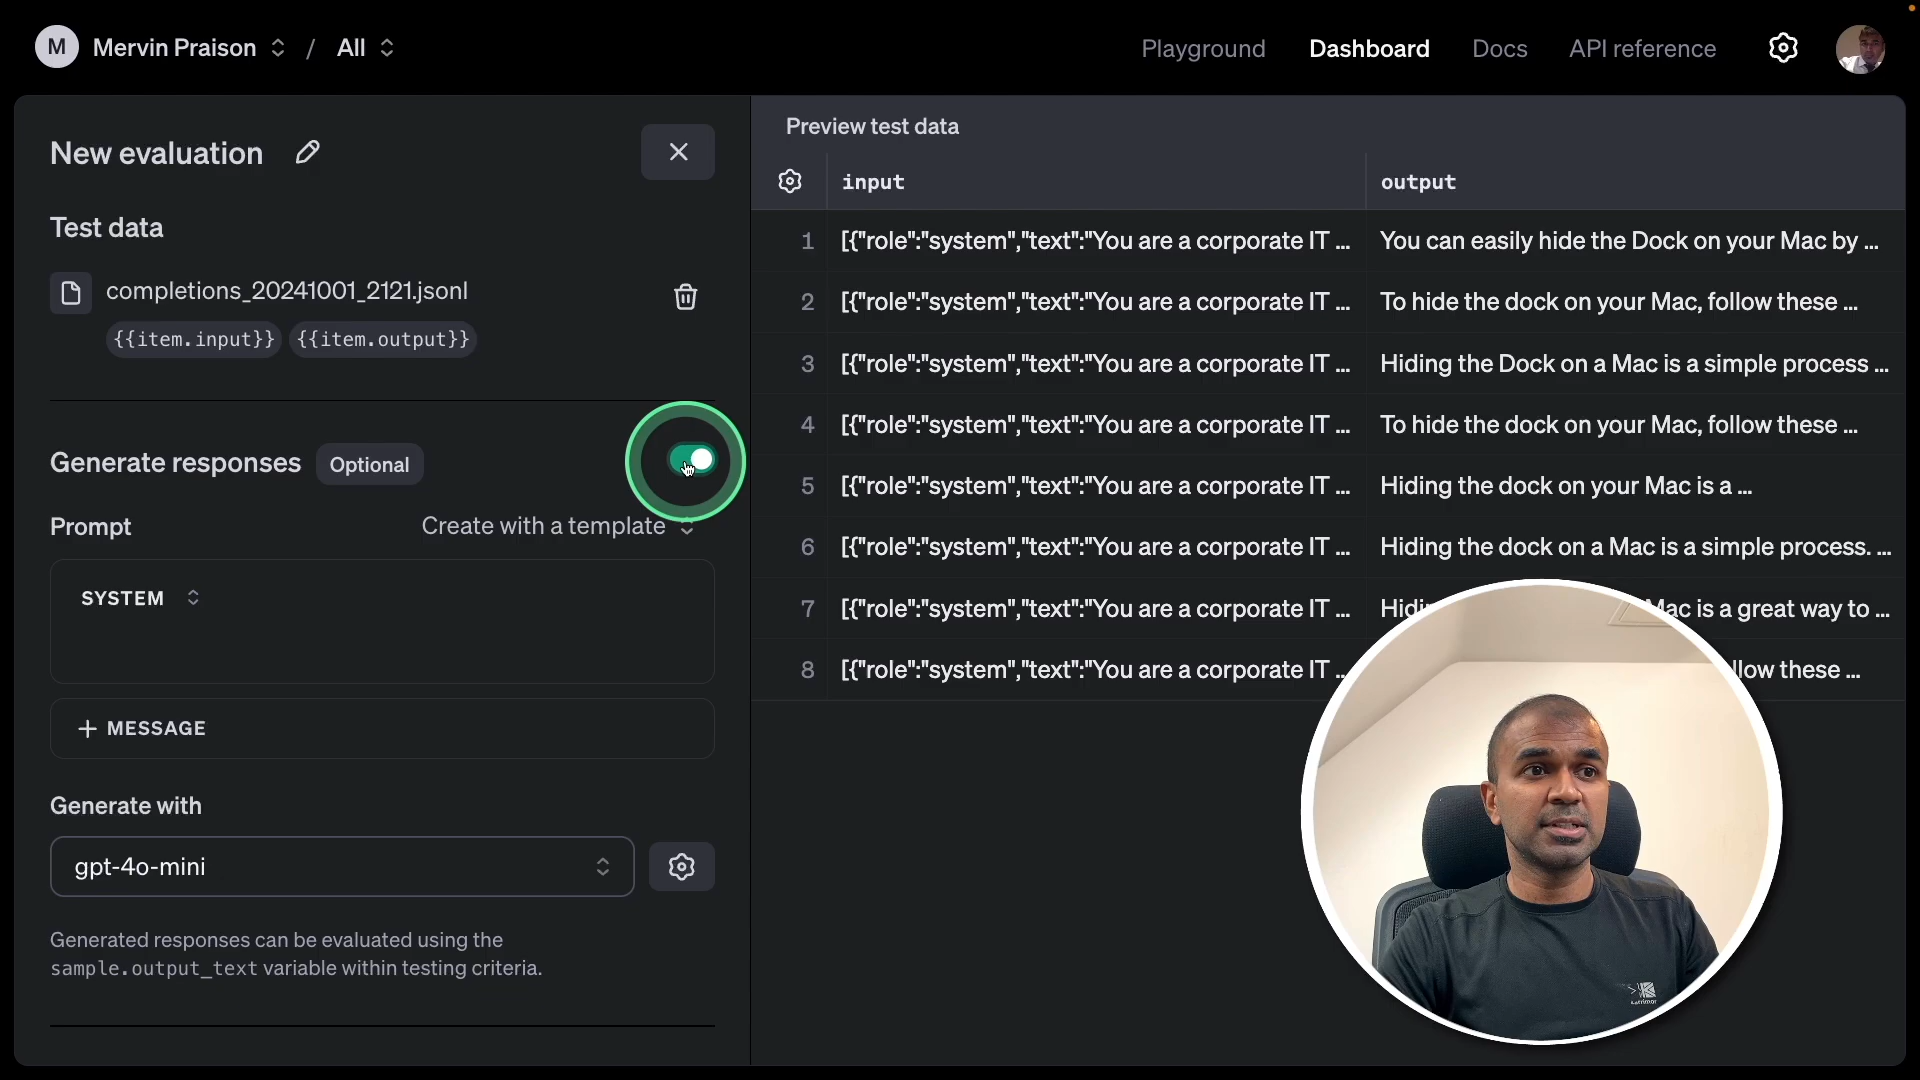 M Mervin Praison / All
Playground Dashboard Docs API reference
New evaluation
Test data
completions_20241001_2121.jsonl
{{item.input}} {{item.output}}
Generate responses Optional
Prompt Create with a template
SYSTEM
+ MESSAGE
Generate with
gpt-4o-mini
Generated responses can be evaluated using the
sample.output_text variable within testing criteria.
Preview test data
input output
1 [{"role":"system","text":"You are a corporate IT ... You can easily hide the Dock on your Mac by ...
2 [{"role":"system","text":"You are a corporate IT ... To hide the dock on your Mac, follow these ...
3 [{"role":"system","text":"You are a corporate IT ... Hiding the Dock on a Mac is a simple process ...
4 [{"role":"system","text":"You are a corporate IT ... To hide the dock on your Mac, follow these ...
5 [{"role":"system","text":"You are a corporate IT ... Hiding the dock on your Mac is a ...
6 [{"role":"system","text":"You are a corporate IT ... Hiding the dock on a Mac is a simple process. ...
7 [{"role":"system","text":"You are a corporate IT ... Mac is a great way to ...
8 [{"role":"system","text":"You are a corporate IT .. these ...